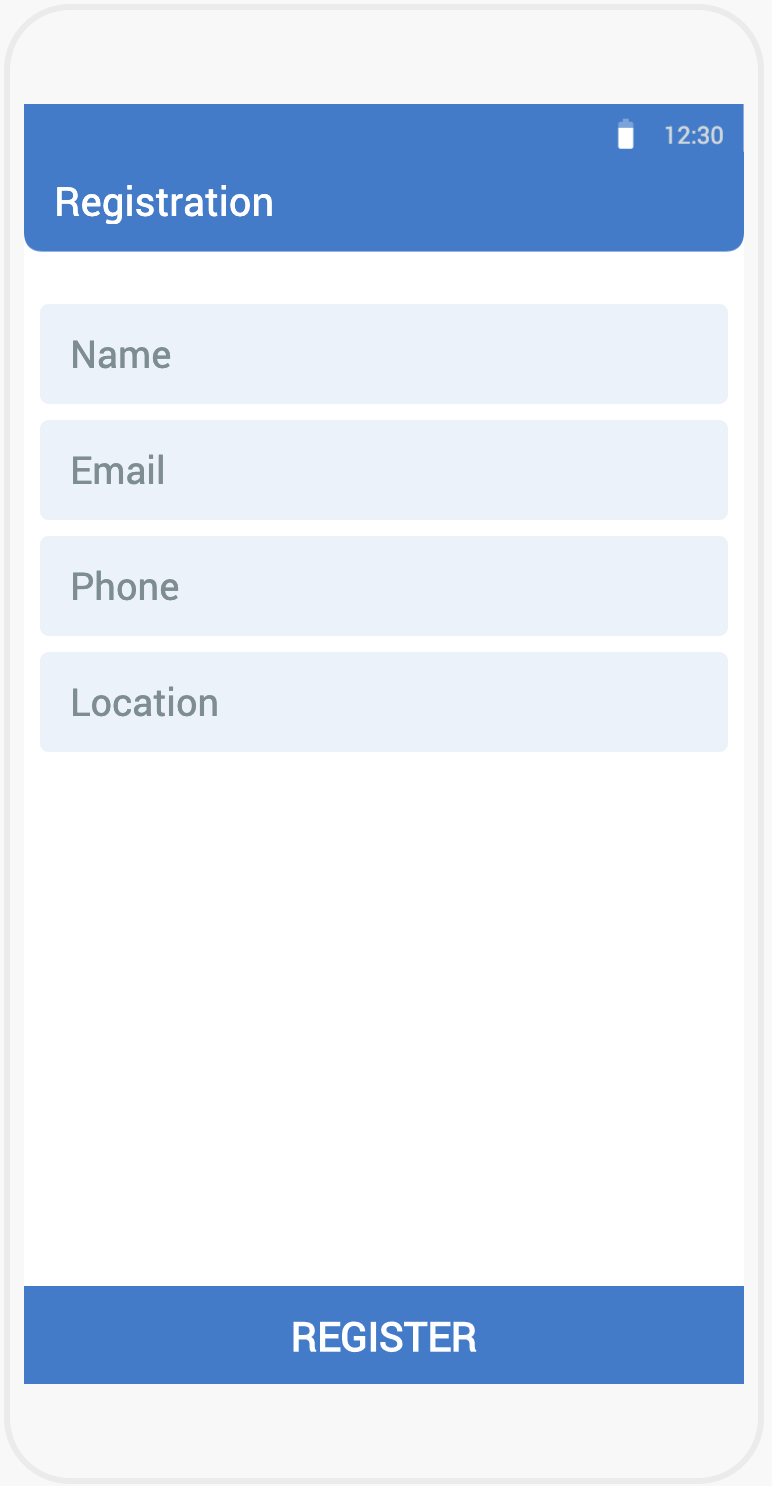 12:30
Registration
Name
Email
Phone
Location
REGISTER